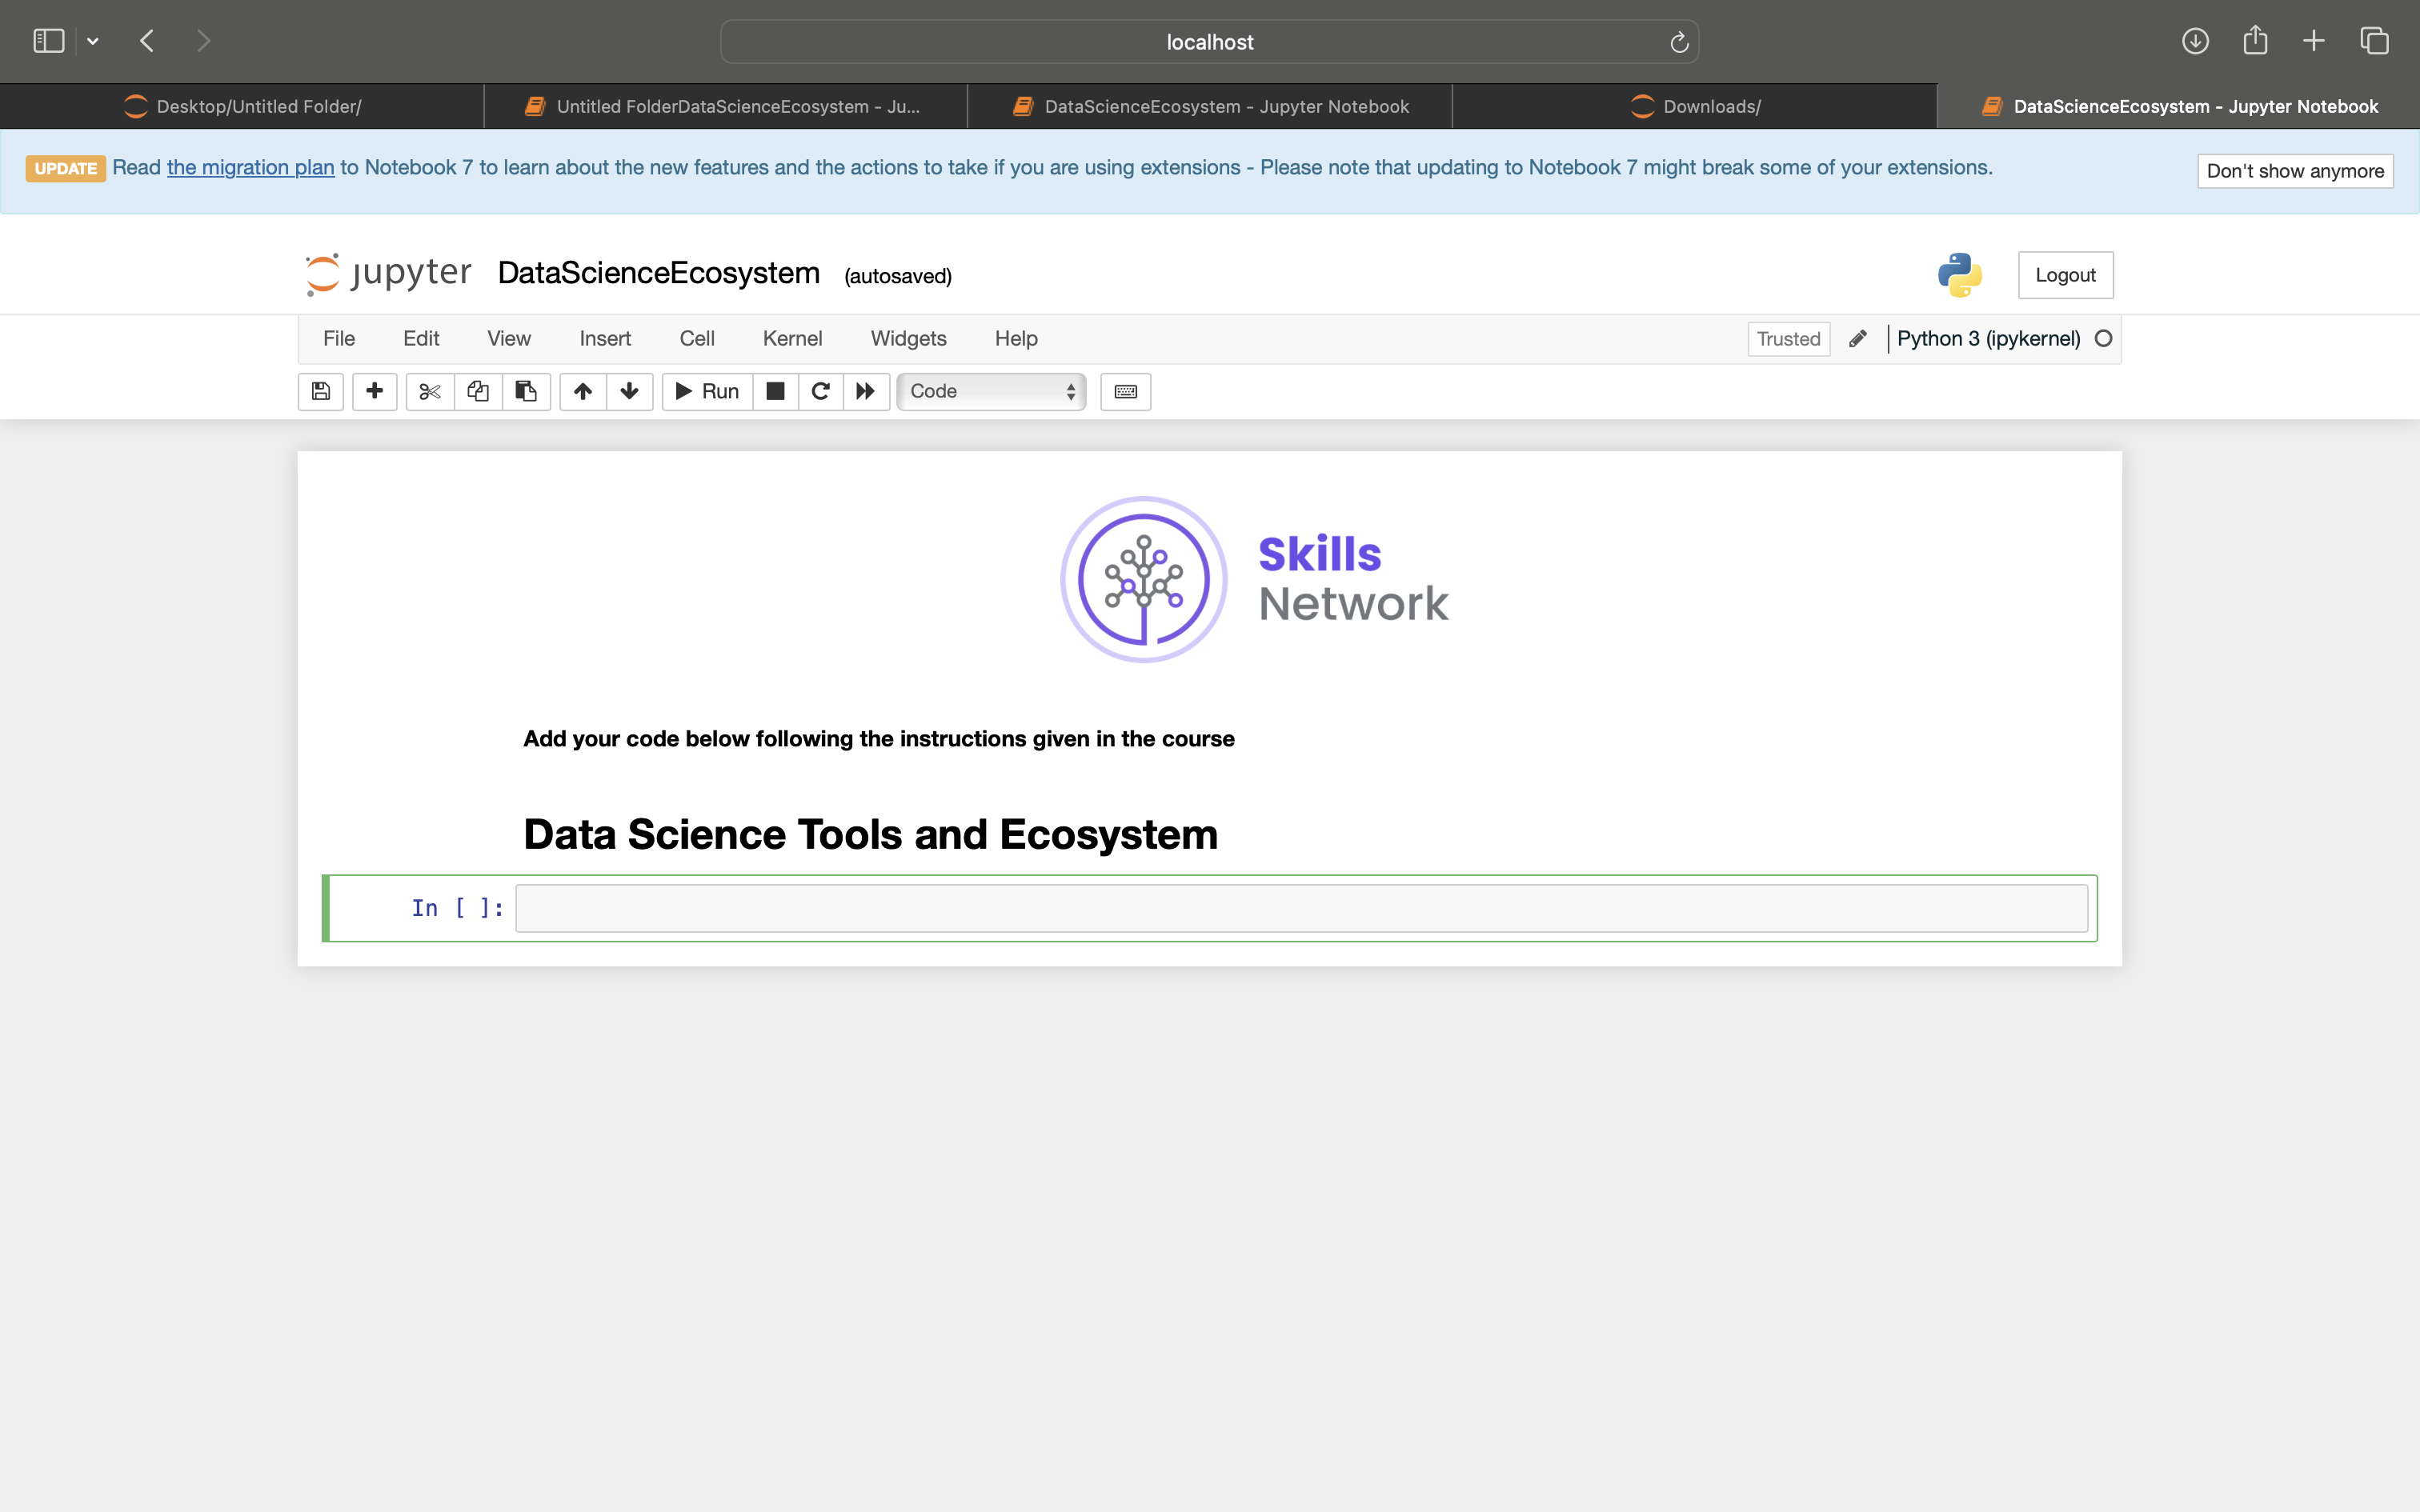 localhost
Desktop/Untitled Folder/
Untitled FolderDataScienceEcosystem - Ju...
DataScienceEcosystem - Jupyter Notebook
Downloads/
DataScienceEcosystem - Jupyter Notebook
UPDATE Read the migration plan to Notebook 7 to learn about the new features and the actions to take if you are using extensions - Please note that updating to Notebook 7 might break some of your extensions.
Don't show anymore
jupyter DataScienceEcosystem (autosaved)
Logout
File Edit View Insert Cell Kernel Widgets Help
Trusted
Python 3 (ipykernel)
Run
Code
Skills
Network
Add your code below following the instructions given in the course
Data Science Tools and Ecosystem
In [ ]: